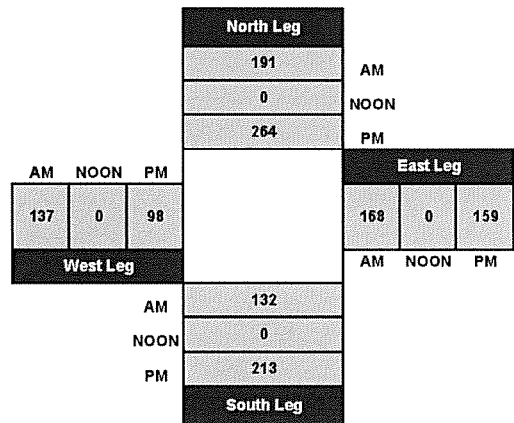 North Leg
191 AM
0 NOON
264 PM
AM NOON PM East Leg
137 0 98 168 0 159
West Leg AM NOON PM
AM 132
NOON 0
PM 213
South Leg